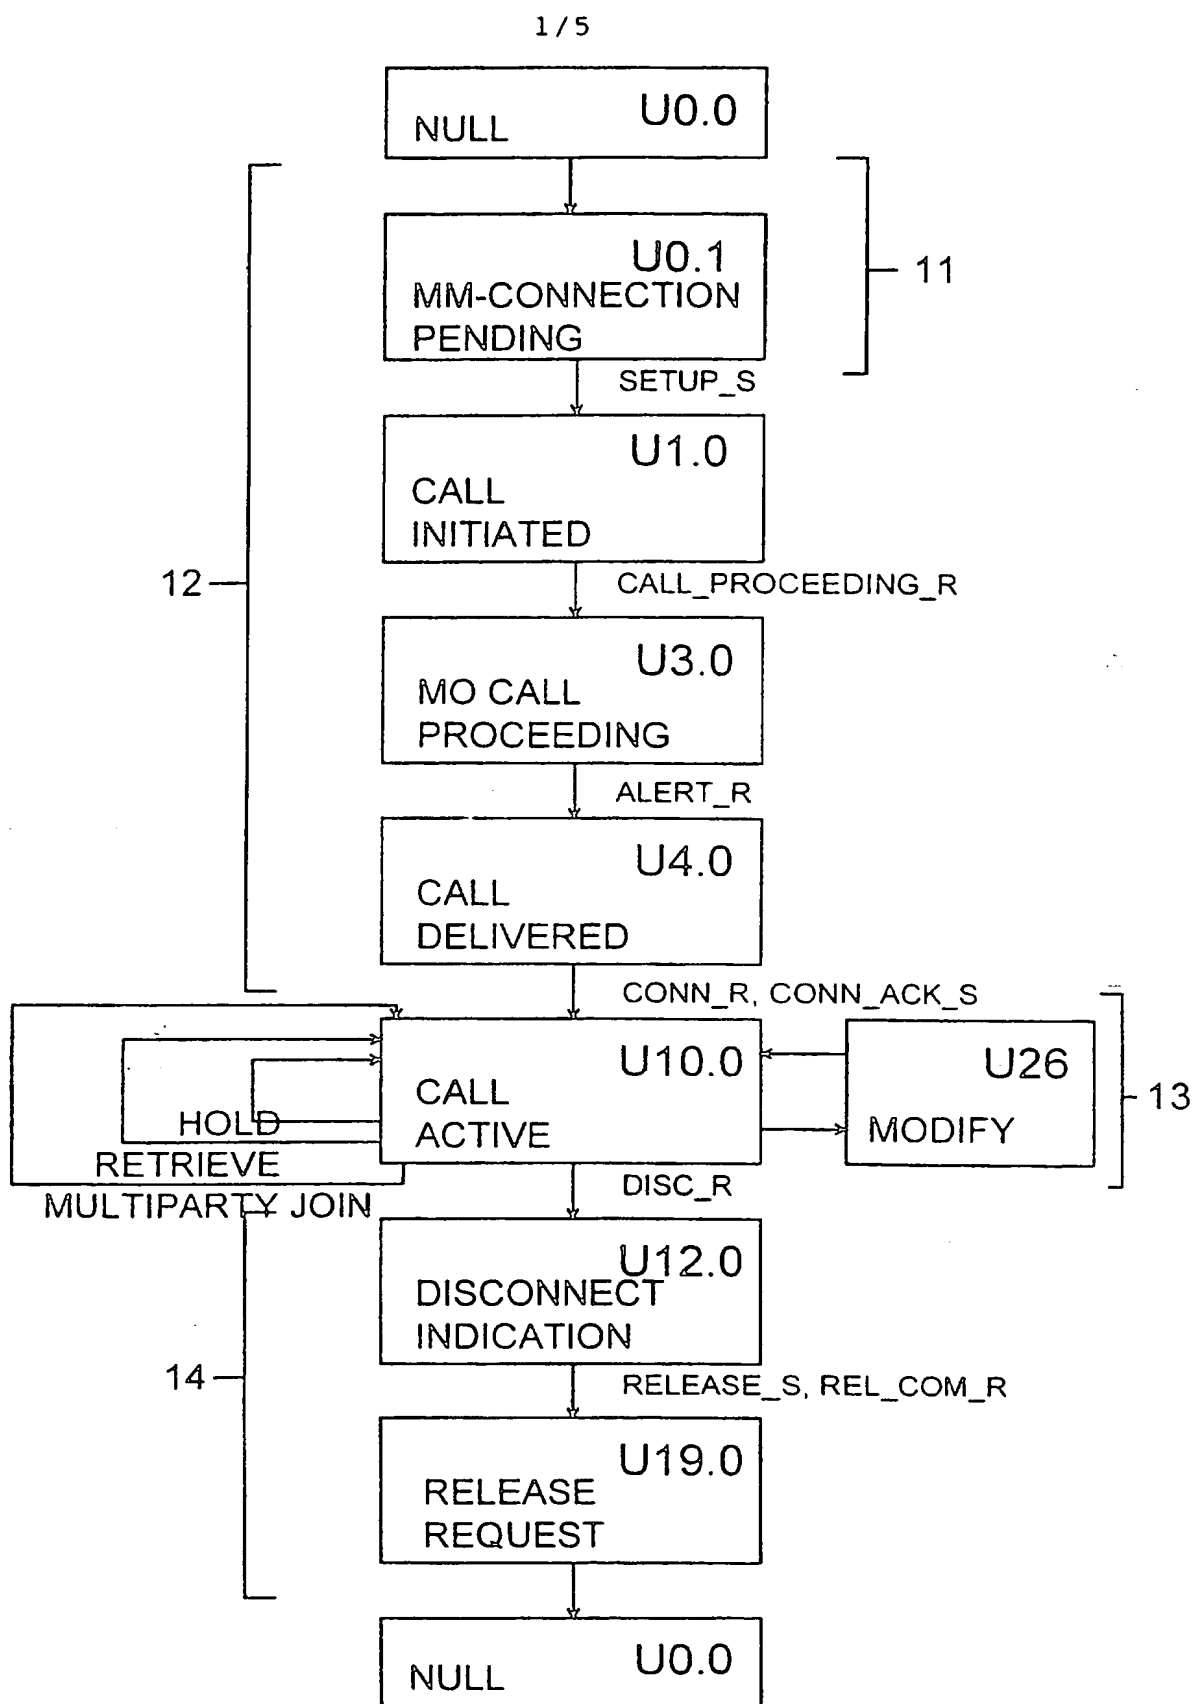 1/5
U0.0
NULL
U0.1
MM-CONNECTION
PENDING
11
SETUP_S
U1.0
CALL
INITIATED
12
CALL_PROCEEDING_R
U3.0
MO CALL
PROCEEDING
ALERT_R
U4.0
CALL
DELIVERED
CONN_R, CONN_ACK_S
U10.0
CALL
ACTIVE
U26
MODIFY
13
HOLD
RETRIEVE
MULTIPARTY JOIN
DISC_R
U12.0
DISCONNECT
INDICATION
14
RELEASE_S, REL_COM_R
U19.0
RELEASE
REQUEST
U0.0
NULL